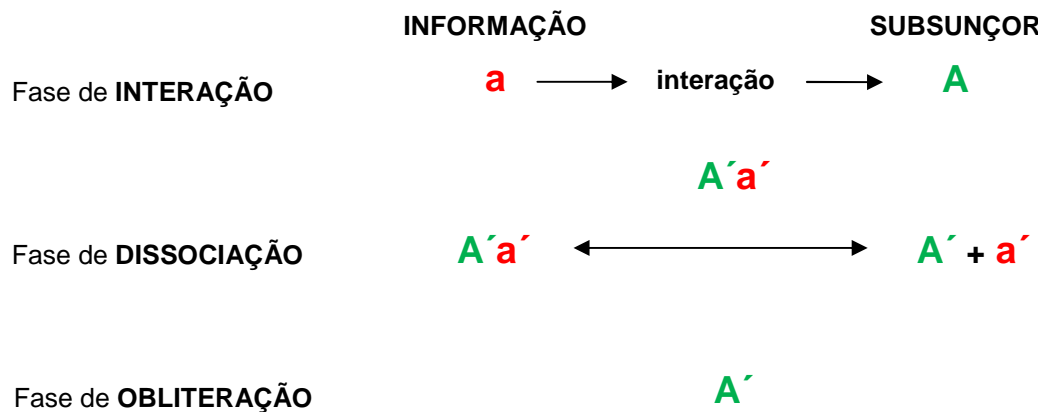 INFORMAÇÃO SUBSUNÇOR
Fase de INTERAÇÃO a interação A
A´a´
Fase de DISSOCIAÇÃO A´a´ A´ + a´
Fase de OBLITERAÇÃO A´